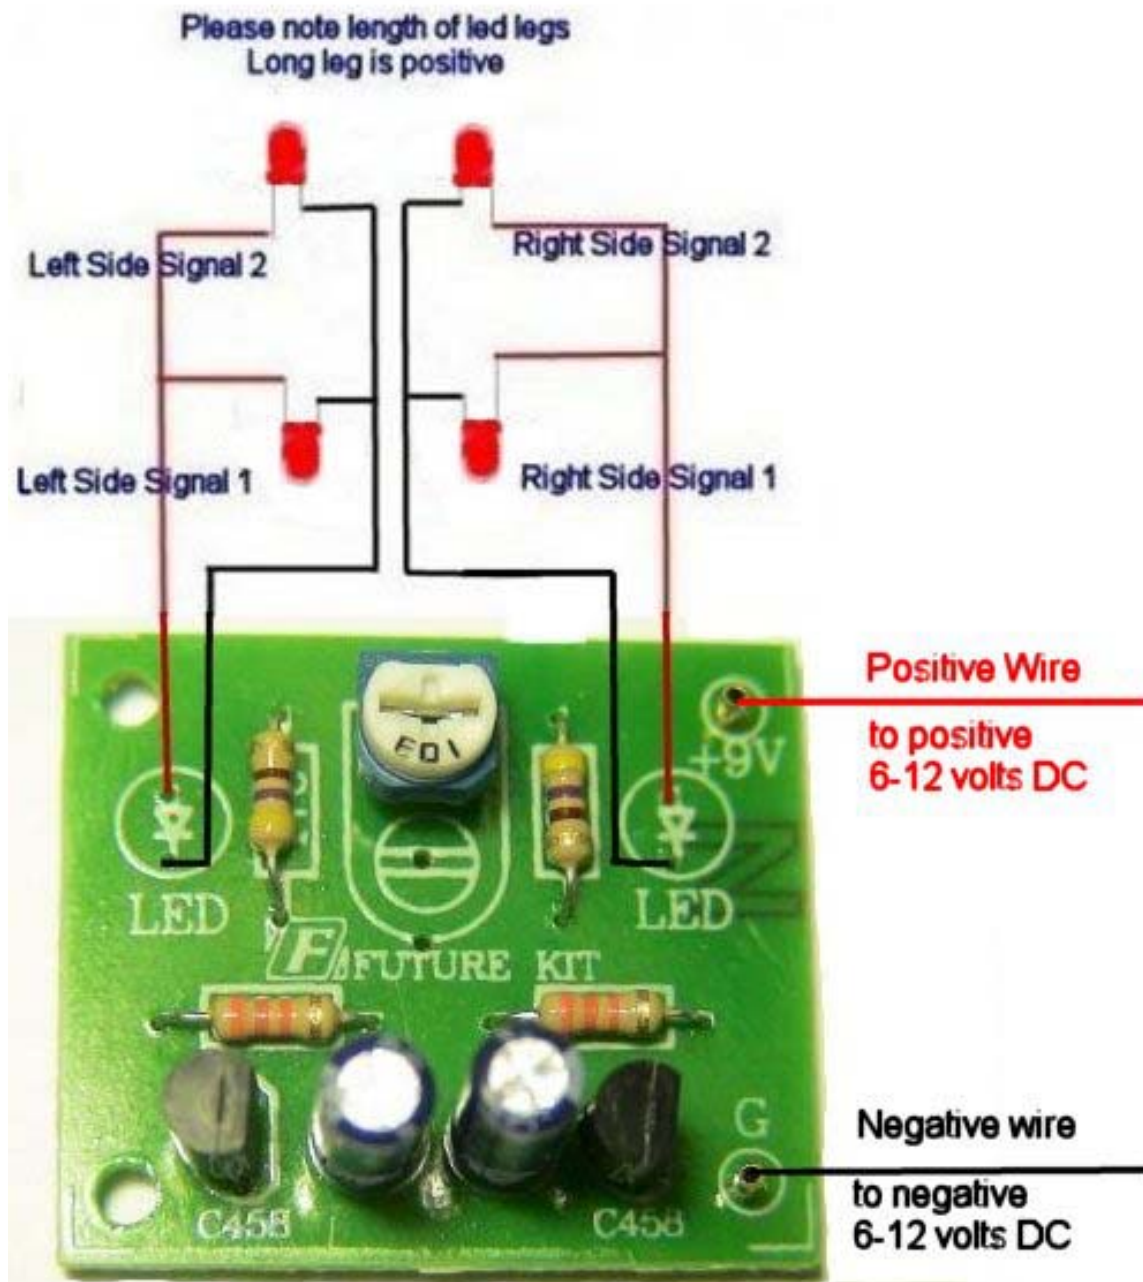 Please note length of led legs
Long leg is positive
Left Side Signal 2
Right Side Signal 2
Left Side Signal 1
Right Side Signal 1
Positive Wire
to positive
6-12 volts DC
+9V
E01
LED
LED
F
FUTURE KIT
G
Negative wire
to negative
6-12 volts DC
C458
C458